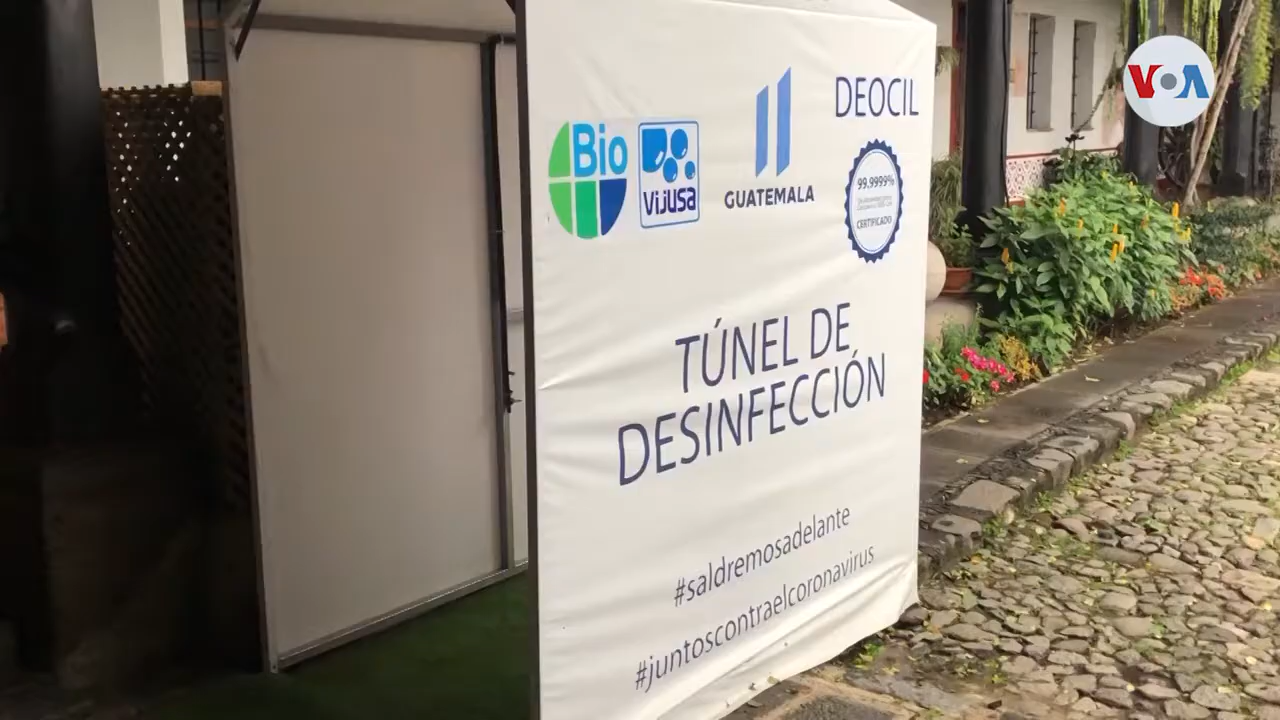 VOA
DEOCIL
Bio
VIJUSA
GUATEMALA
99.9999%
CERTIFICADO
TÚNEL DE
DESINFECCIÓN
#saldremosadelante
#juntoscontraelcoronavirus